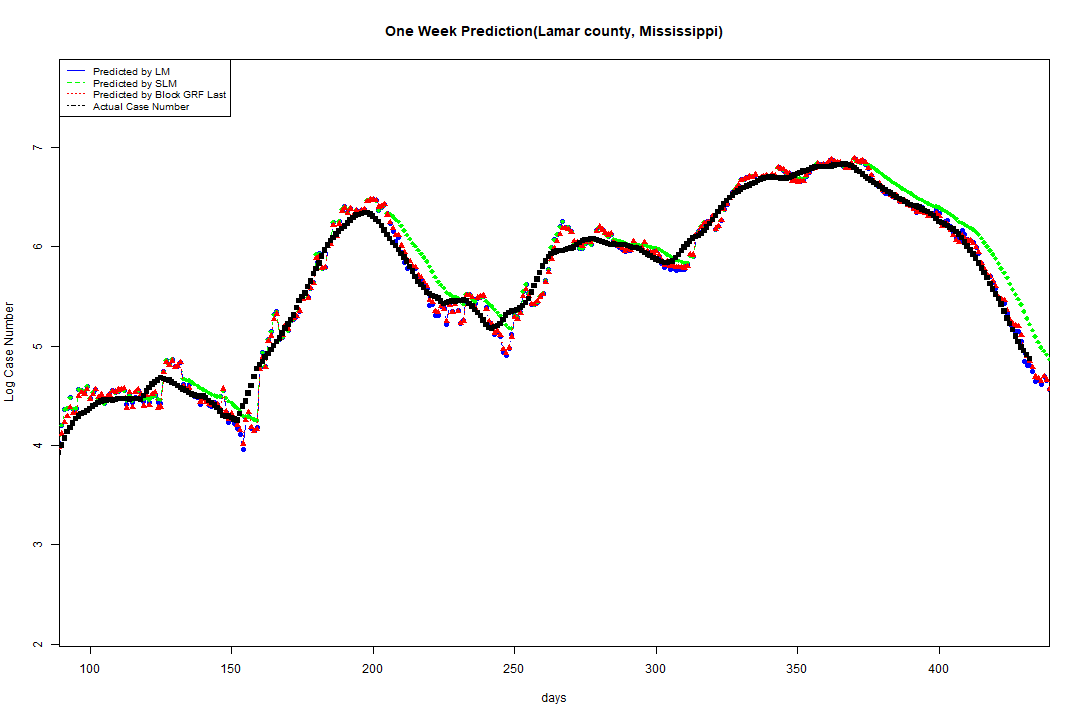 One Week Prediction(Lamar county, Mississippi)
Predicted by LM
Predicted by SLM
Predicted by Block GRF Last
Actual Case Number
7
6
5
4
3
2
Log Case Number
100 150 200 250 300 350 400
days